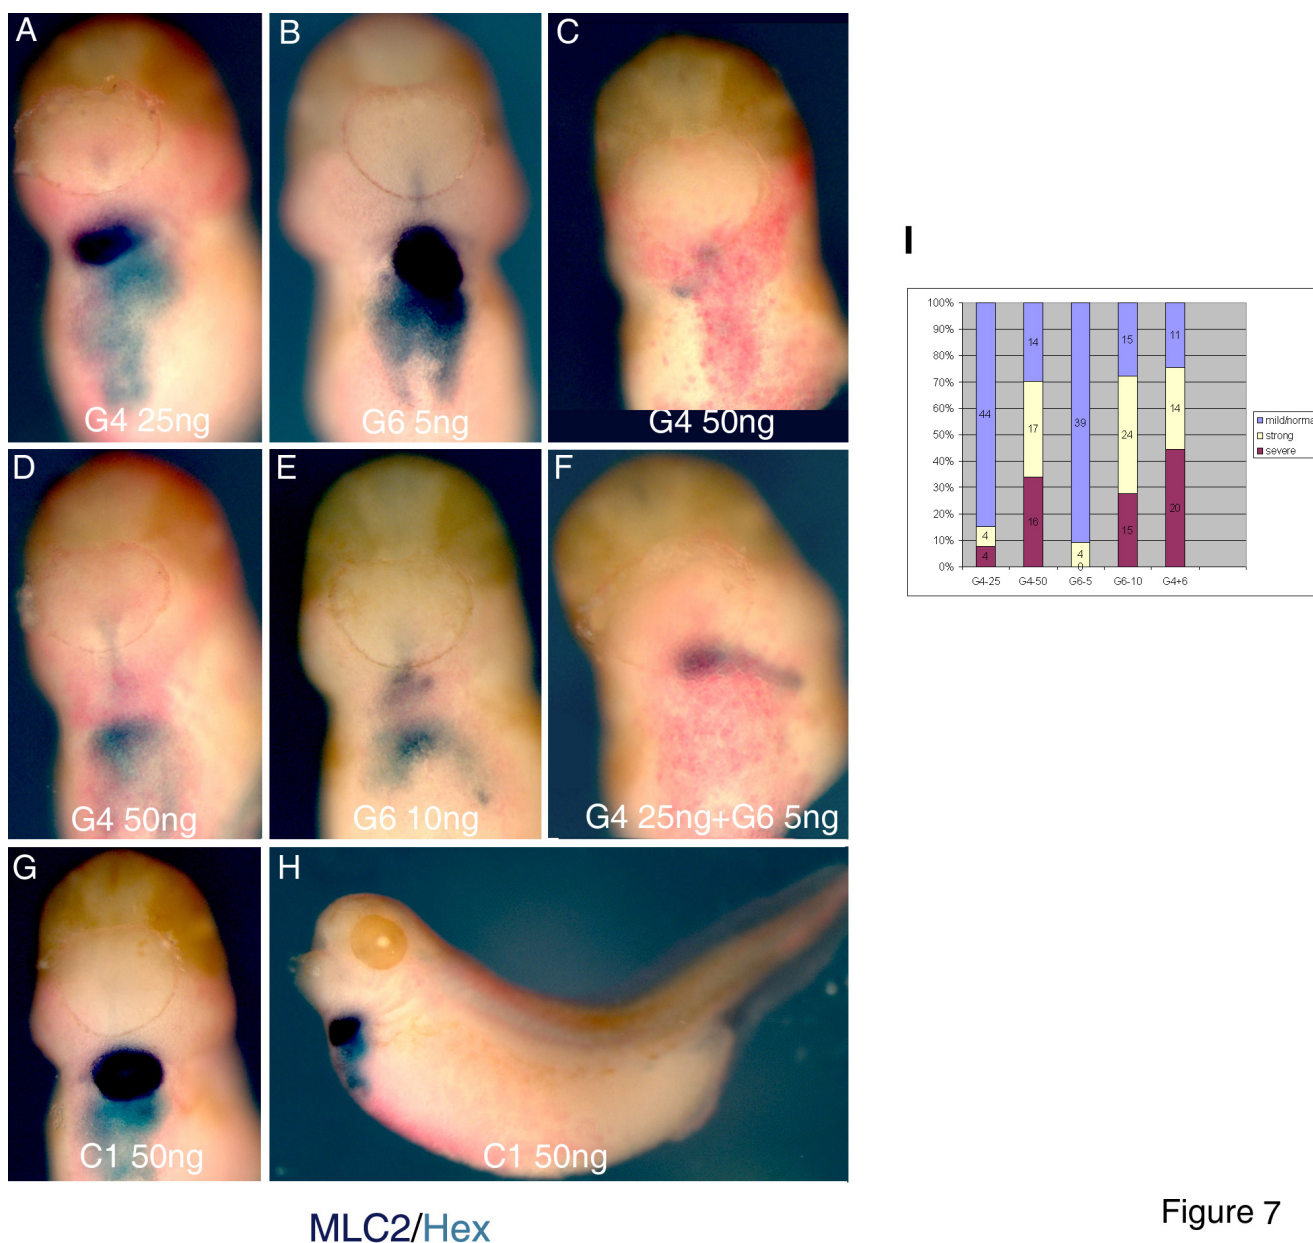 A
B
C
G4 25ng
G6 5ng
G4 50ng
D
E
F
G4 50ng
G6 10ng
G4 25ng+G6 5ng
G
H
C1 50ng
C1 50ng
MLC2/Hex
I
100%
90%
80%
70%
60%
50%
40%
30%
20%
10%
0%
44
4
4
14
17
16
39
4
0
15
24
15
11
14
20
G4-25
G4-50
G6-5
G6-10
G4+6
mild/norma
strong
severe
Figure 7